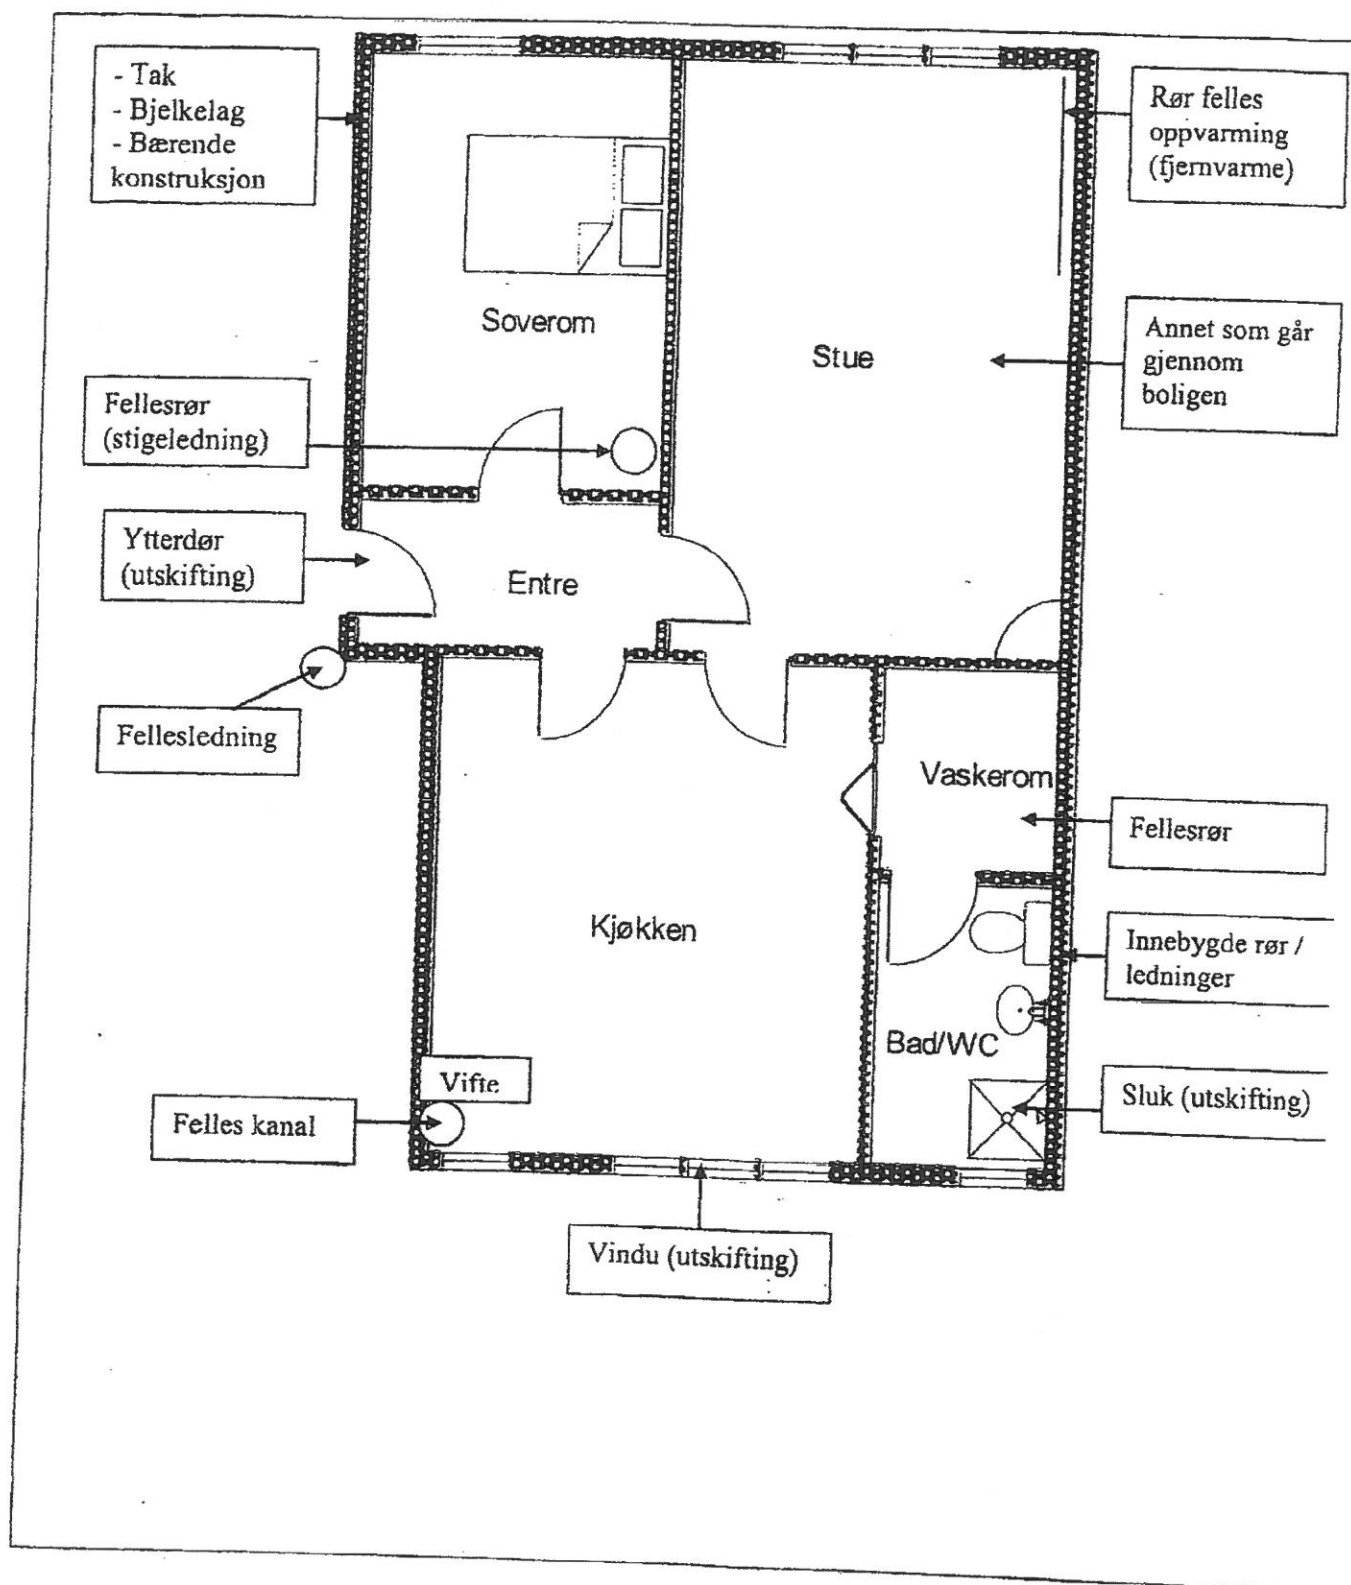 - Tak
- Bjelkelag
- Bærende
konstruksjon
Rør felles
oppvarming
(fjernvarme)
Soverom
Stue
Annet som går
gjennom
boligen
Fellesrør
(stigeledning)
Ytterdør
(utskifting)
Entre
Fellesledning
Vaskerom
Fellesrør
Kjøkken
Innebygde rør /
ledninger
Bad/WC
Vifte
Sluk (utskifting)
Felles kanal
Vindu (utskifting)